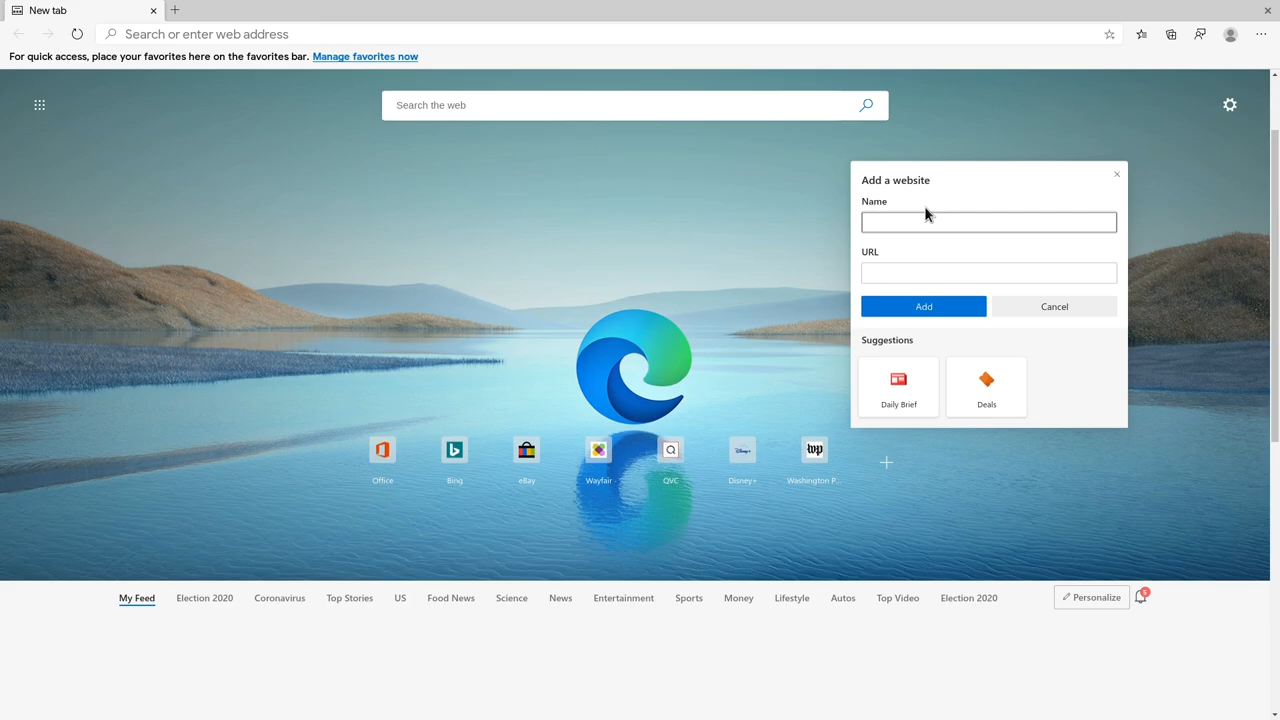 New tab
Search or enter web address
For quick access, place your favorites here on the favorites bar. Manage favorites now
Search the web
Add a website
Name
URL
Add Cancel
Suggestions
Daily Brief Deals
wp
Office Bing eBay Wayfair - QVC Disney+ Washington P...
My Feed Election 2020 Coronavirus Top Stories US Food News Science News Entertainment Sports Money Lifestyle Autos Top Video Election 2020 Personalize